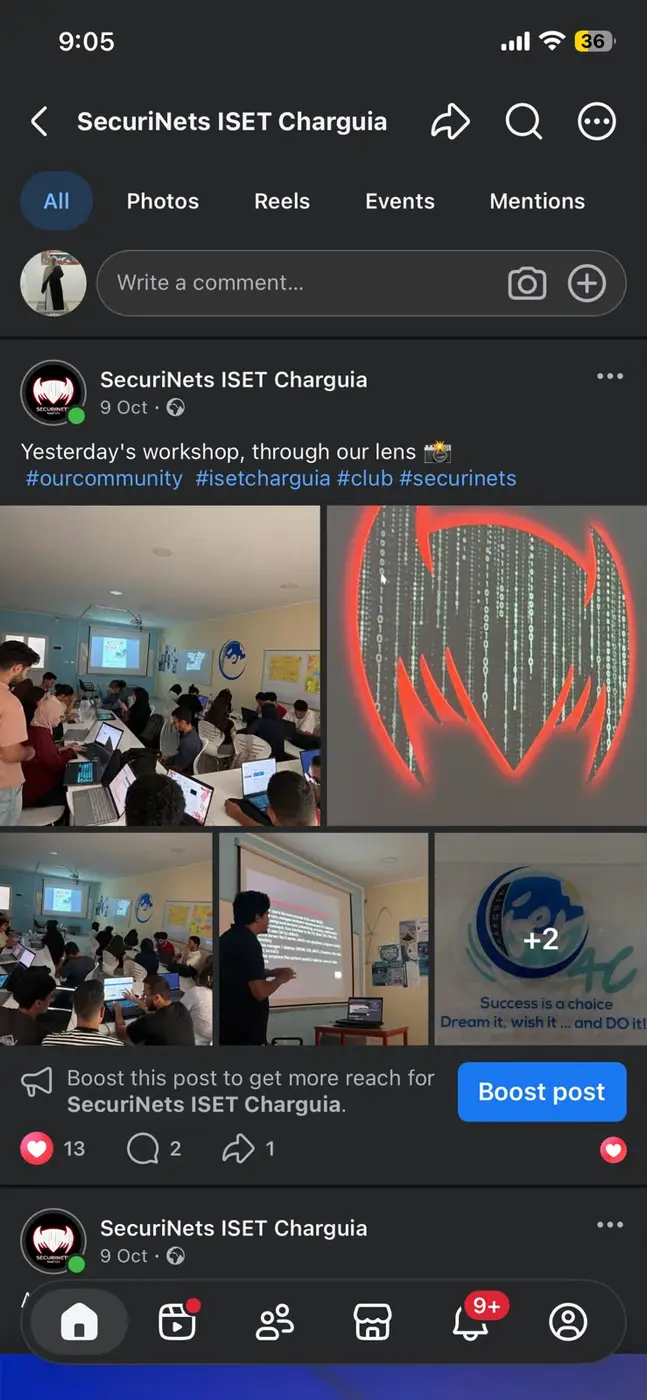 9:05
36
SecuriNets ISET Charguia
All
Photos
Reels
Events
Mentions
Write a comment...
SecuriNets ISET Charguia
9 Oct ·
Yesterday's workshop, through our lens 📸
#ourcommunity #isetcharguia #club #securinets
+2
Success is a choice
Dream it, wish it ... and DO it!
Boost this post to get more reach for
SecuriNets ISET Charguia.
Boost post
13
2
1
SecuriNets ISET Charguia
9 Oct ·
9+